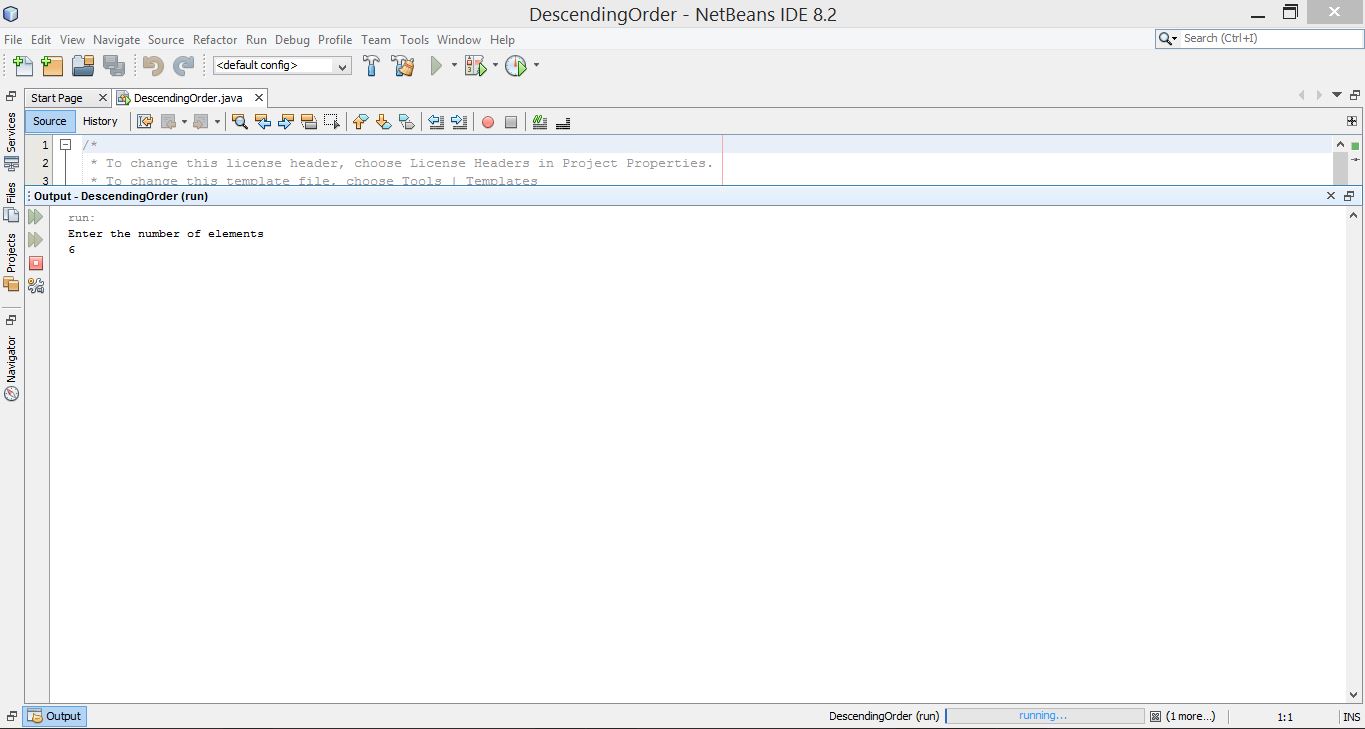 DescendingOrder - NetBeans IDE 8.2
File Edit View Navigate Source Refactor Run Debug Profile Team Tools Window Help
Search (Ctrl+I)
<default config>
Start Page
DescendingOrder.java
Source History
1 /*
2 * To change this license header, choose License Headers in Project Properties.
3 * To change this template file, choose Tools | Templates
Services
Files
Projects
Navigator
Output - DescendingOrder (run)
run:
Enter the number of elements
6
Output
DescendingOrder (run) running... (1 more...) 1:1 INS